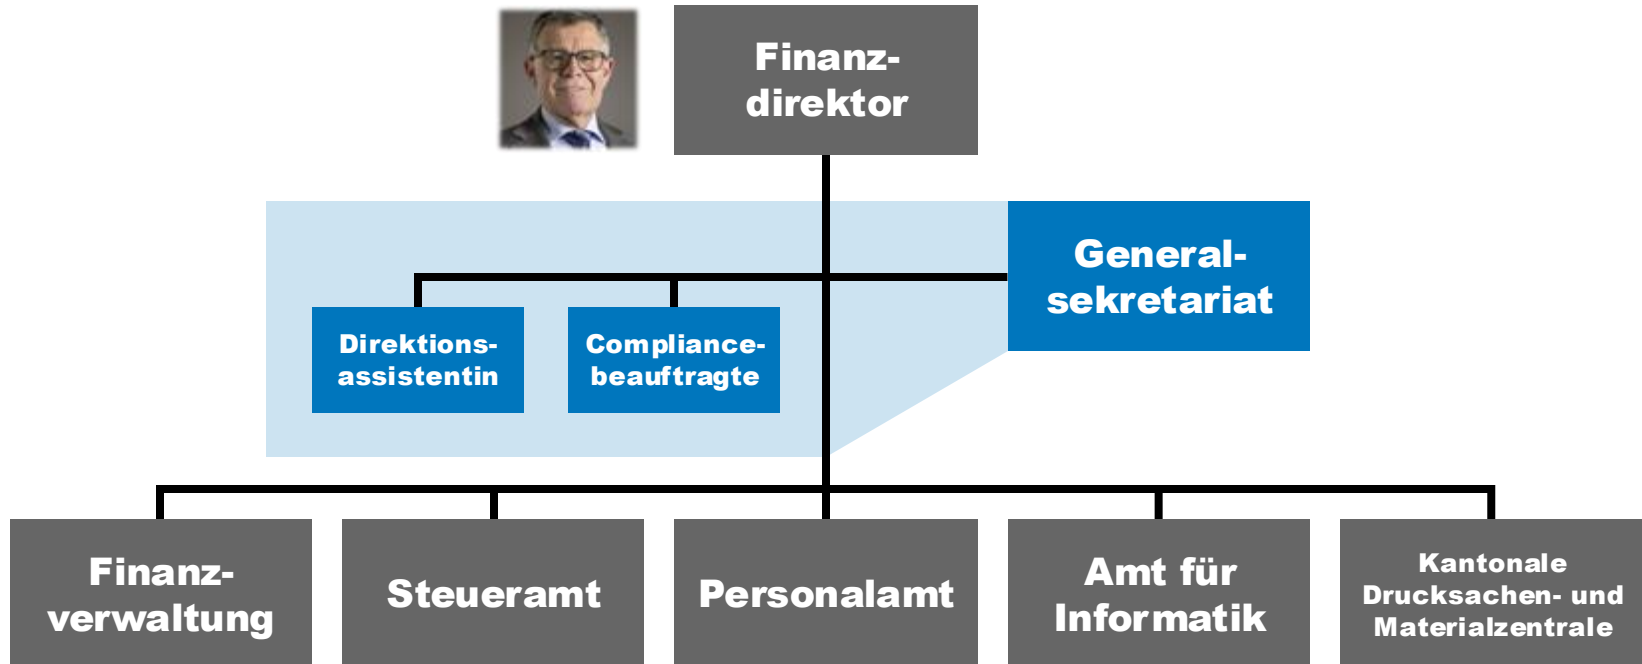 Finanz-
direktor
General-
sekretariat
Direktions-
assistentin
Compliance-
beauftragte
Finanz-
verwaltung
Steueramt
Personalamt
Amt für
Informatik
Kantonale
Drucksachen- und
Materialzentrale